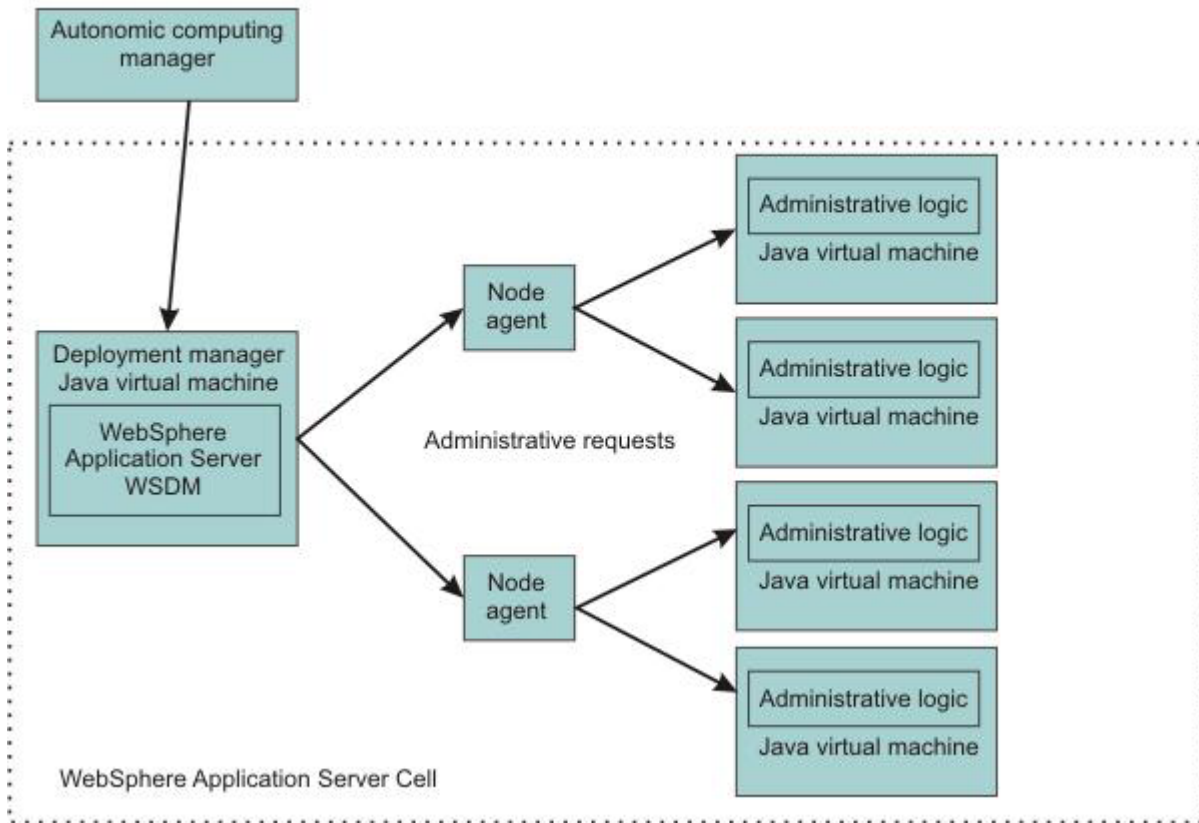 Autonomic computing
manager
Deployment manager
Java virtual machine
WebSphere
Application Server
WSDM
Node
agent
Administrative requests
Node
agent
Administrative logic
Java virtual machine
Administrative logic
Java virtual machine
Administrative logic
Java virtual machine
Administrative logic
Java virtual machine
WebSphere Application Server Cell